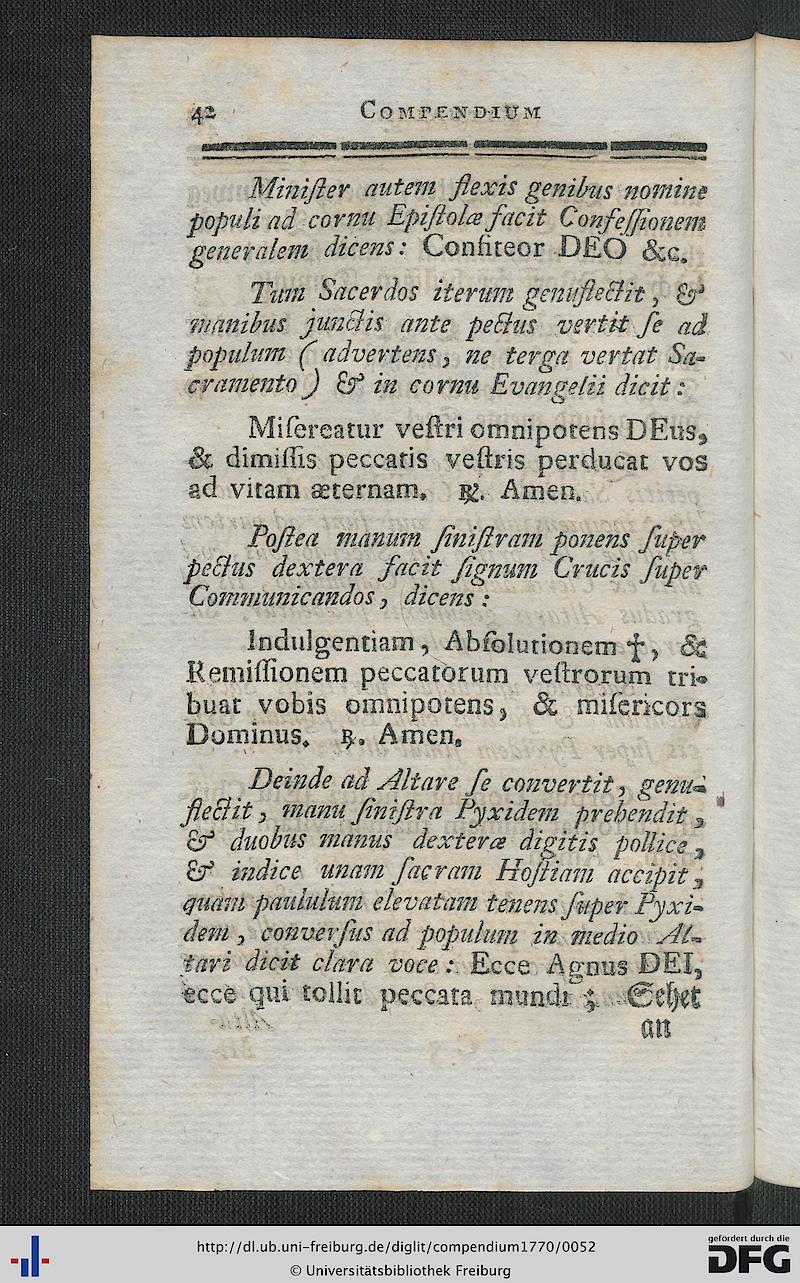 42 COMPENDIUM
Miniſter autem flexis genibus nomine
populi ad cornu Epiſtolæ facit Confeſſionem
generalem dicens: Confiteor DEO &c.
Tum Sacerdos iterum genuflectit, &
manibus junctis ante pectus vertit ſe ad
populum (advertens, ne terga vertat Sa-
cramento) & in cornu Evangelii dicit:
Miſereatur veſtri omnipotens DEus,
& dimiſſis peccatis veſtris perducat vos
ad vitam æternam. ℟. Amen.
Poſtea manum ſiniſtram ponens ſuper
pectus dextera facit ſignum Crucis ſuper
Communicandos, dicens:
Indulgentiam, Abſolutionem †, &
Remiſſionem peccatorum veſtrorum tri-
buat vobis omnipotens, & miſericors
Dominus. ℟. Amen.
Deinde ad Altare ſe convertit, genu-
flectit, manu ſiniſtra Pyxidem prehendit,
& duobus manus dexteræ digitis pollice,
& indice unam ſacram Hoſtiam accipit,
quam paululum elevatam tenens ſuper Pyxi-
dem, converſus ad populum in medio Al-
tari dicit clara voce: Ecce Agnus DEI,
ecce qui tollit peccata mundi; Sehet
an
http://dl.ub.uni-freiburg.de/diglit/compendium1770/0052
© Universitätsbibliothek Freiburg
gefördert durch die
DFG